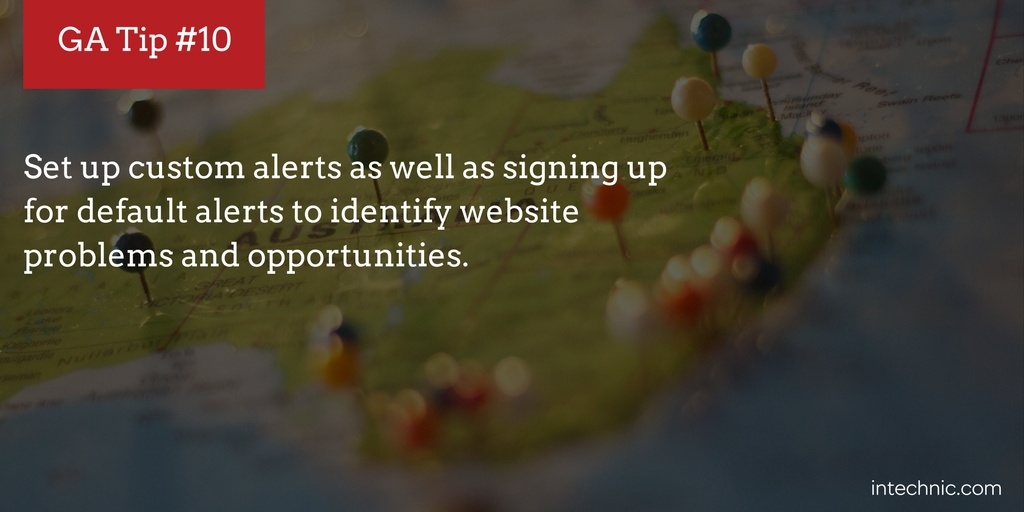 GA Tip #10
Set up custom alerts as well as signing up
for default alerts to identify website
problems and opportunities.
AUSTRALIA
intechnic.com